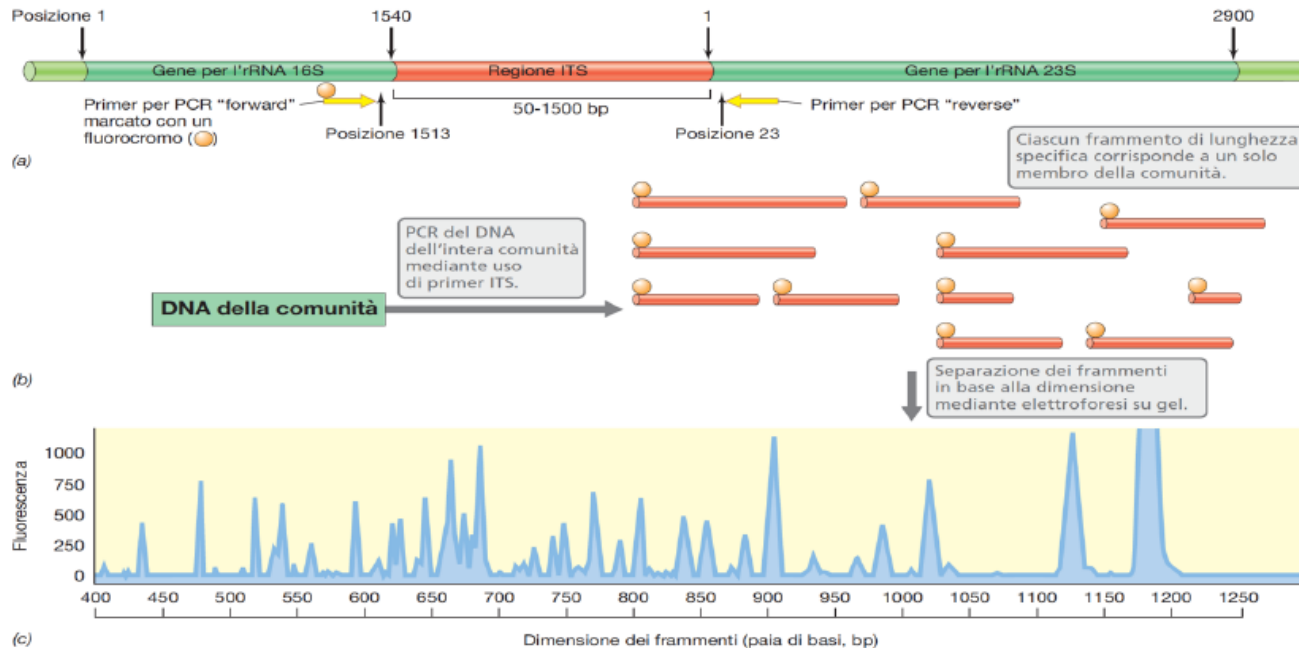 Posizione 1
1540
1
2900
Gene per l'rRNA 16S
Regione ITS
Gene per l'rRNA 23S
Primer per PCR "forward"
marcato con un
fluorocromo ( )
Posizione 1513
50-1500 bp
Posizione 23
Primer per PCR "reverse"
(a)
Ciascun frammento di lunghezza
specifica corrisponde a un solo
membro della comunità.
PCR del DNA
dell'intera comunità
mediante uso
di primer ITS.
DNA della comunità
(b)
Separazione dei frammenti
in base alla dimensione
mediante elettroforesi su gel.
Fluorescenza
1000
750
500
250
0
400 450 500 550 600 650 700 750 800 850 900 950 1000 1050 1100 1150 1200 1250
(c)
Dimensione dei frammenti (paia di basi, bp)